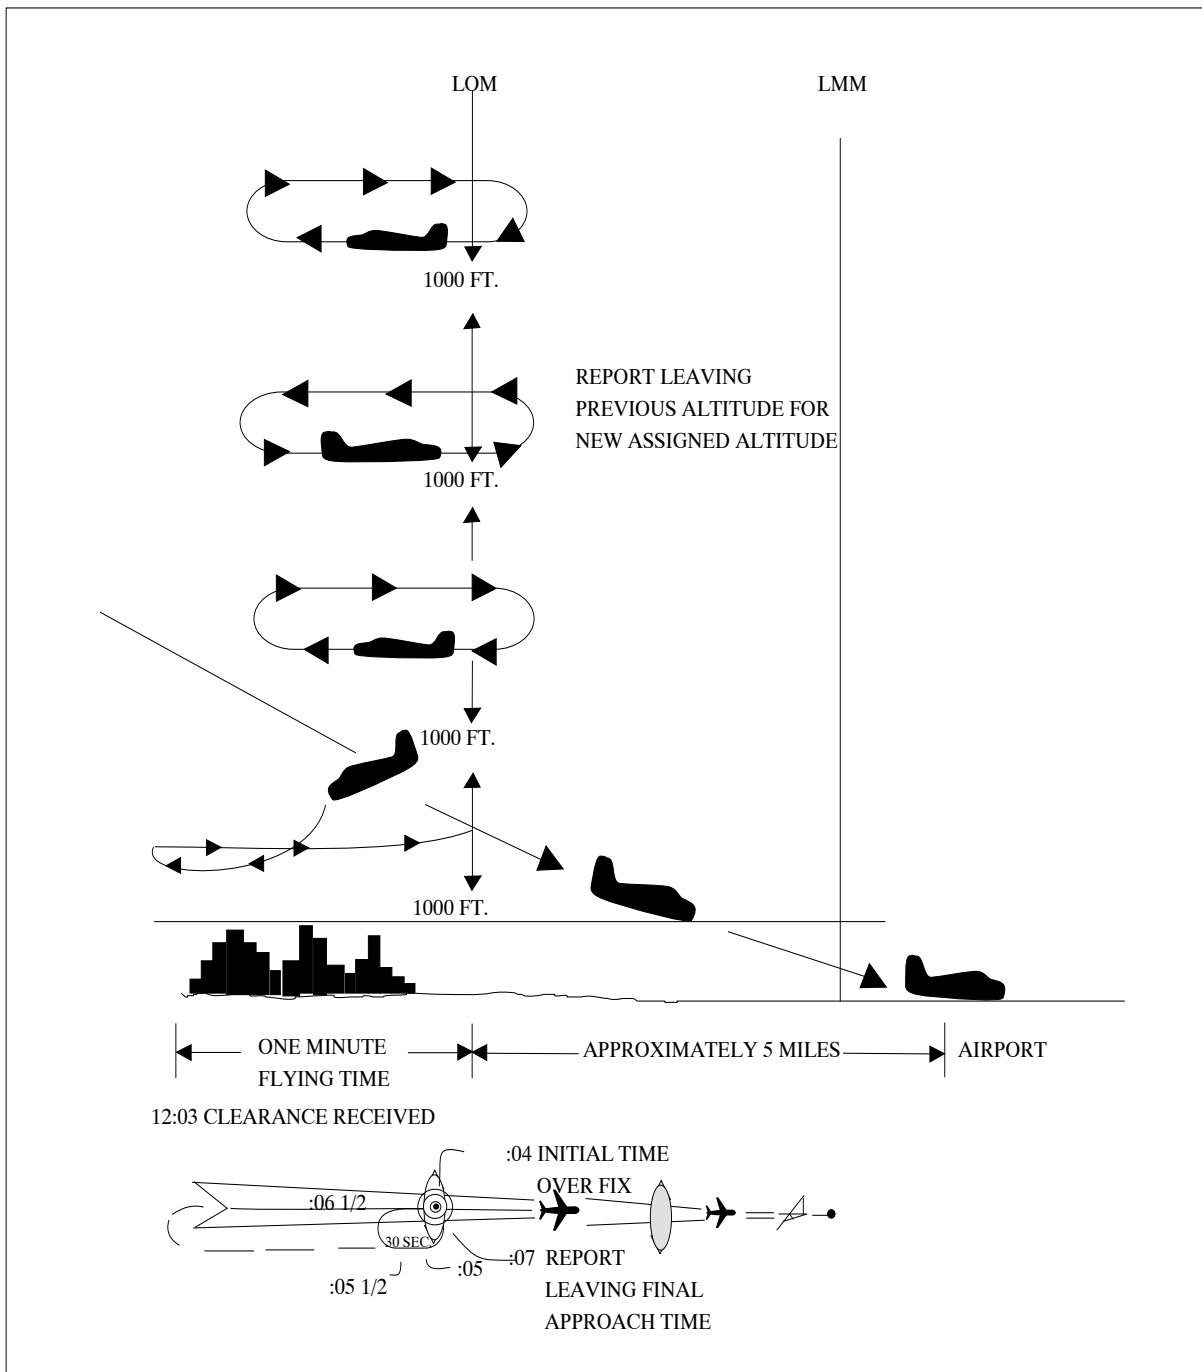 LOM
LMM
1000 FT.
REPORT LEAVING
PREVIOUS ALTITUDE FOR
NEW ASSIGNED ALTITUDE
1000 FT.
1000 FT.
1000 FT.
ONE MINUTE
FLYING TIME
APPROXIMATELY 5 MILES
AIRPORT
12:03 CLEARANCE RECEIVED
:04 INITIAL TIME
OVER FIX
:06 1/2
30 SEC.
:05
:05 1/2
:07 REPORT
LEAVING FINAL
APPROACH TIME